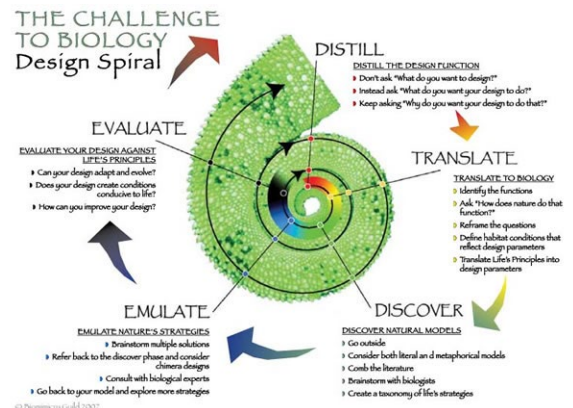 THE CHALLENGE
TO BIOLOGY
Design Spiral
DISTILL
DISTILL THE DESIGN FUNCTION
Don't ask "What do you want to design?"
Instead ask "What do you want your design to do?"
Keep asking "Why do you want your design to do that?"
TRANSLATE
TRANSLATE TO BIOLOGY
Identify the functions
Ask "How does nature do that
function?"
Reframe the questions
Define habitat conditions that
reflect design parameters
Translate Life's Principles into
design parameters
DISCOVER
DISCOVER NATURAL MODELS
Go outside
Consider both literal an d metaphorical models
Comb the literature
Brainstorm with biologists
Create a taxonomy of life's strategies
EMULATE
EMULATE NATURE'S STRATEGIES
Brainstorm multiple solutions
Refer back to the discover phase and consider
chimera designs
Consult with biological experts
Go back to your model and explore more strategies
EVALUATE
EVALUATE YOUR DESIGN AGAINST
LIFE'S PRINCIPLES
Can your design adapt and evolve?
Does your design create conditions
conducive to life?
How can you improve your design?